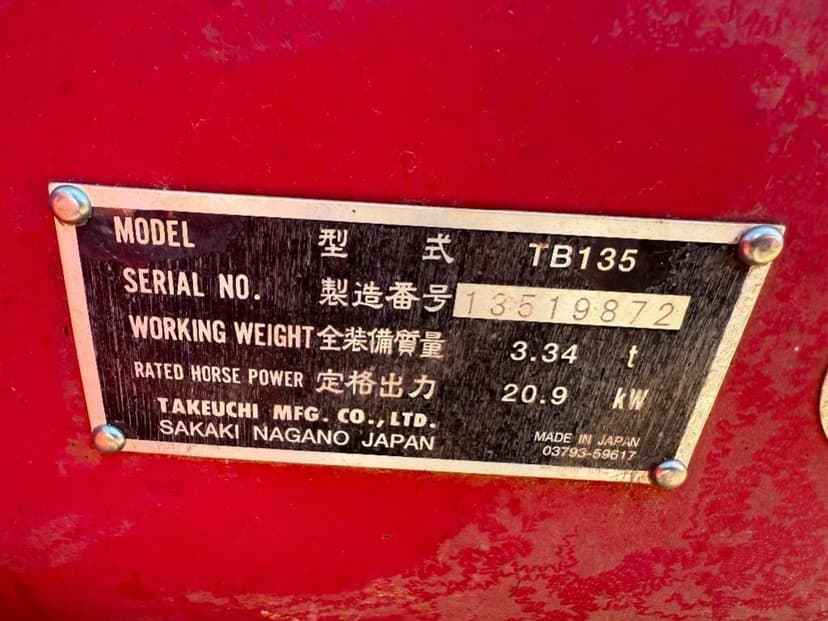 MODEL 型式 TB135
SERIAL NO. 製造番号 13519872
WORKING WEIGHT 全装備質量 3.34 t
RATED HORSE POWER 定格出力 20.9 kW
TAKEUCHI MFG. CO., LTD.
SAKAKI NAGANO JAPAN
MADE IN JAPAN
03793-59617